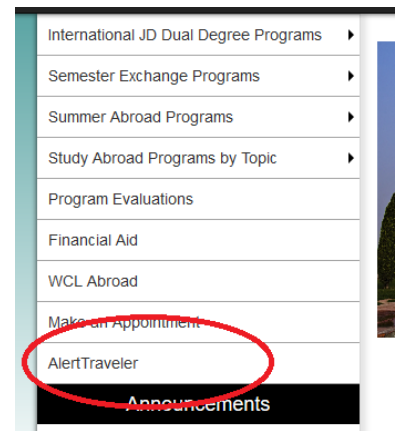 International JD Dual Degree Programs
Semester Exchange Programs
Summer Abroad Programs
Study Abroad Programs by Topic
Program Evaluations
Financial Aid
WCL Abroad
Make an Appointment
AlertTraveler
Announcements